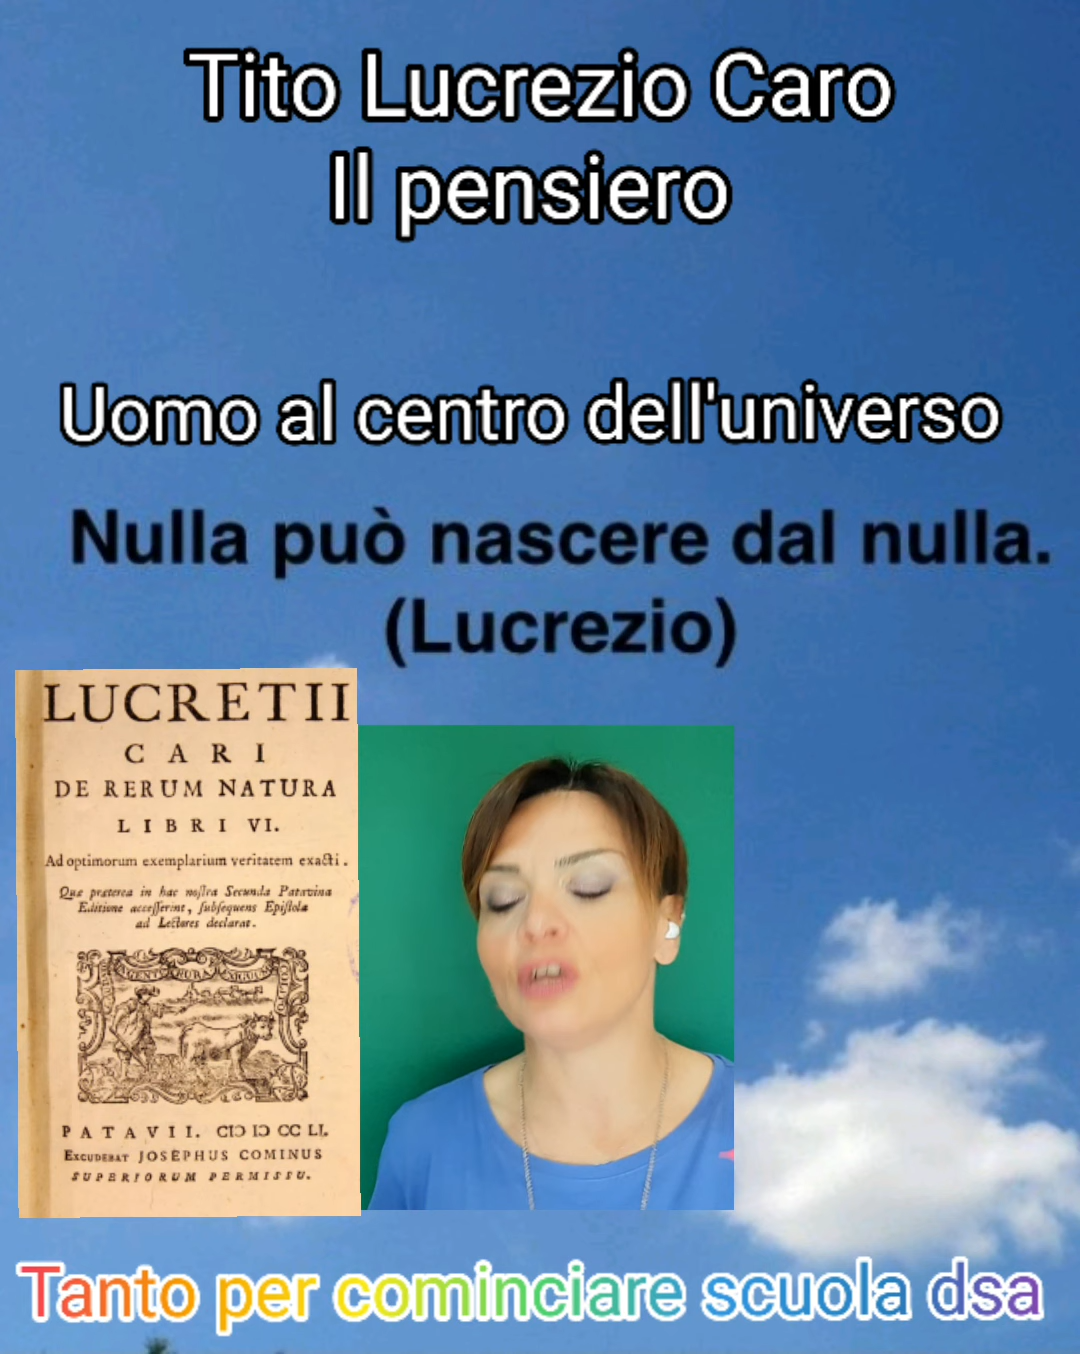 Tito Lucrezio Caro
Il pensiero
Uomo al centro dell'universo
Nulla può nascere dal nulla.
(Lucrezio)
LUCRETII
CARI
DE RERUM NATURA
LIBRI VI.
Ad optimorum exemplarium veritatem exacti.
Quæ præterea in hac nostra Secunda Patavina
Editione accesserint, subsequens Epistola
ad Lectores declarat.
PATAVII. CIↃ IↃ CC LI.
EXCUDEBAT JOSEPHUS COMINUS
SUPERIORUM PERMISSU.
Tanto per cominciare scuola dsa